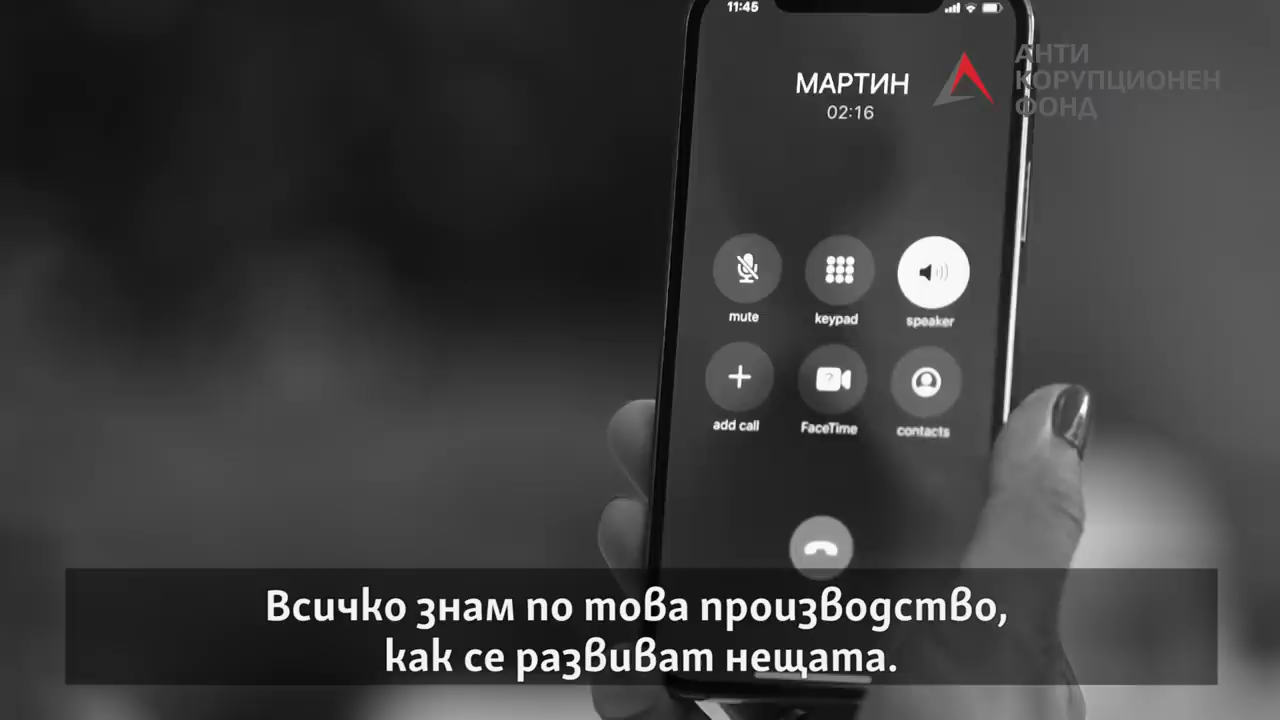 11:45
МАРТИН
02:16
АНТИ
КОРУПЦИОНЕН
ФОНД
mute
keypad
speaker
add call
FaceTime
contacts
Всичко знам по това производство,
как се развиват нещата.